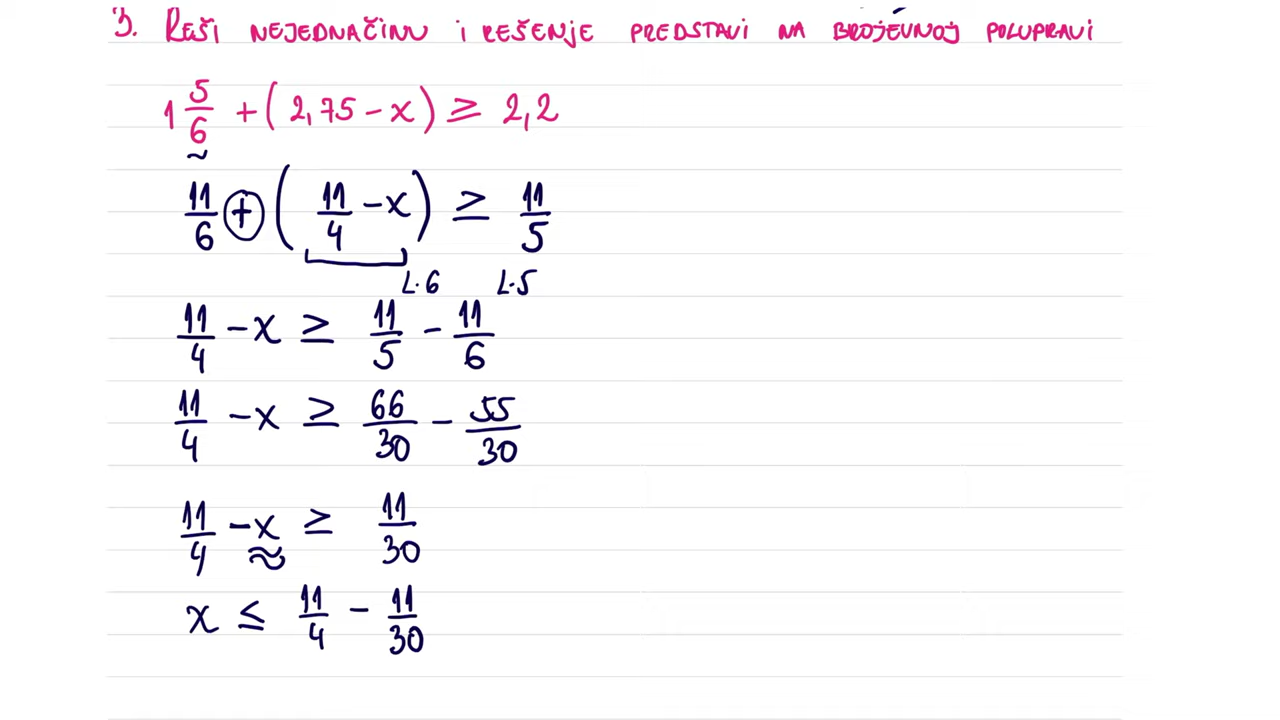 3. REŠI NEJEDNAČINU I REŠENJE PREDSTAVI NA BROJEVNOJ POLUPRAVI
1 5/6 + (2,75 - x) ≥ 2,2
11/6 + (11/4 - x) ≥ 11/5
11/4 - x ≥ 11/5 L·6 - 11/6 L·5
11/4 - x ≥ 66/30 - 55/30
11/4 - x ≥ 11/30
x ≤ 11/4 - 11/30